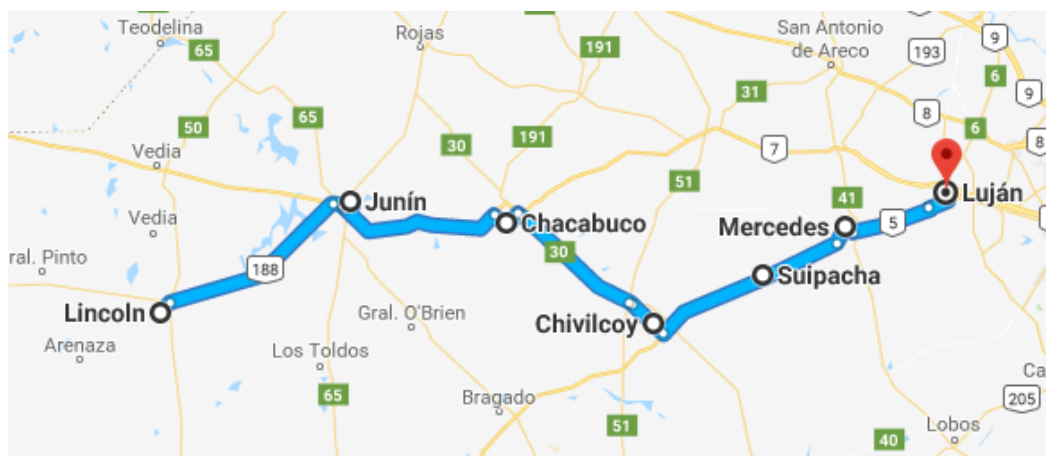 Teodelina
65
Rojas
191
San Antonio
de Areco
193
9
6
9
31
8
6
8
50
65
191
30
7
Vedia
51
41
Junín
Luján
Chacabuco
Mercedes
5
Vedia
30
ral. Pinto
188
Suipacha
Lincoln
Gral. O'Brien
Chivilcoy
Arenaza
Los Toldos
Ca
65
Bragado
205
51
40
Lobos